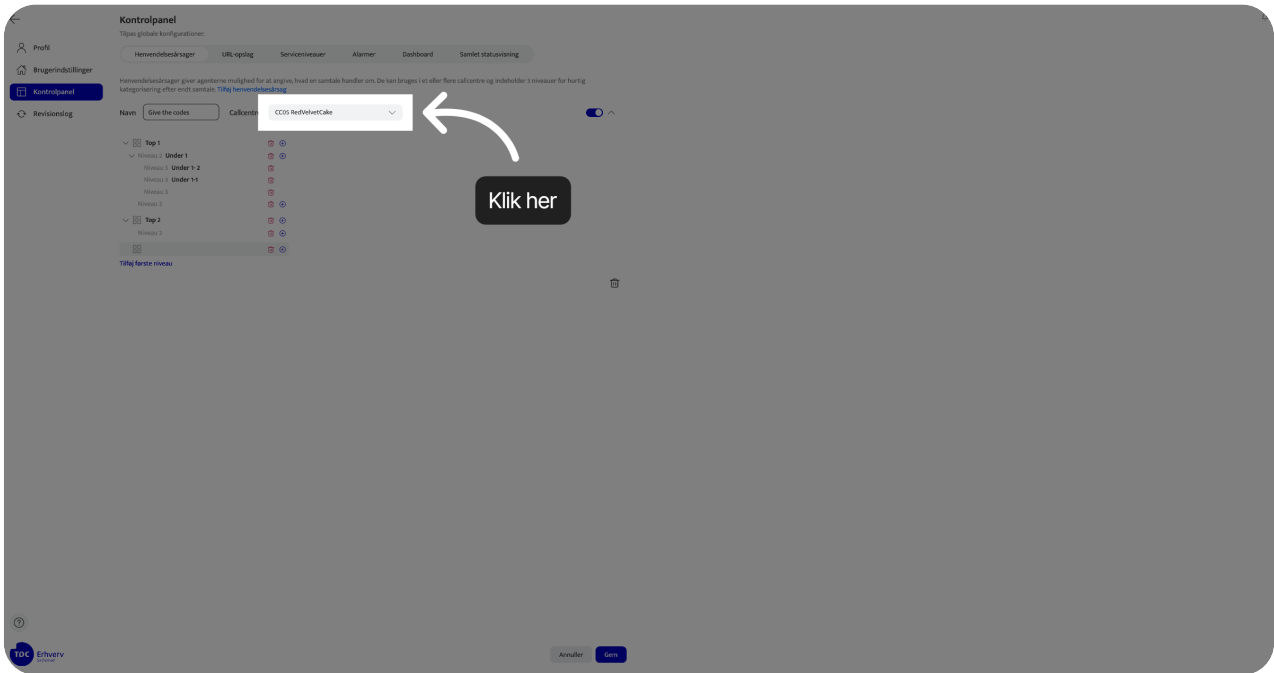 Kontrolpanel
Tilpas globale konfigurationer.
Profil
Brugerindstillinger
Kontrolpanel
Revisionslog
Henvendelsesårsager URL-opslag Serviceniveauer Alarmer Dashboard Samlet statusvisning
Henvendelsesårsager giver agenterne mulighed for at angive, hvad en samtale handler om. De kan bruges i et eller flere callcentre og indeholder 3 niveauer for hurtig
kategorisering efter endt samtale. Tilføj henvendelsesårsag
Navn Give the codes Callcentre CCDS RedVelvetCake
Klik her
Top 1
Niveau 2 Under 1
Niveau 3 Under 1- 2
Niveau 3 Under 1-1
Niveau 3
Niveau 2
Top 2
Niveau 2
Tilføj første niveau
TDC Erhverv
Annuller Gem